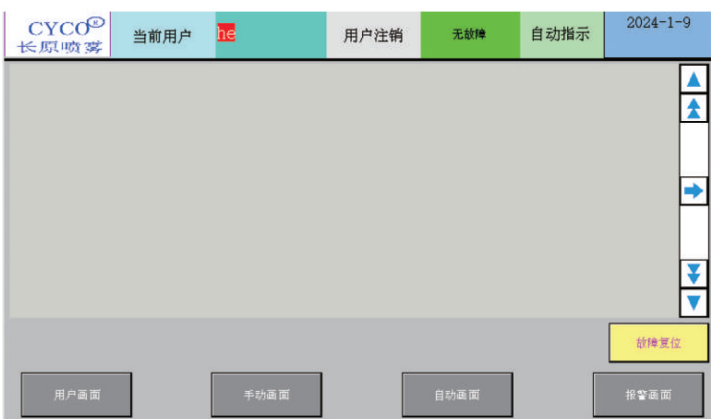 CYCO®
长原喷雾
当前用户
he
用户注销
无故障
自动指示
2024-1-9
故障复位
用户画面
手动画面
自动画面
报警画面